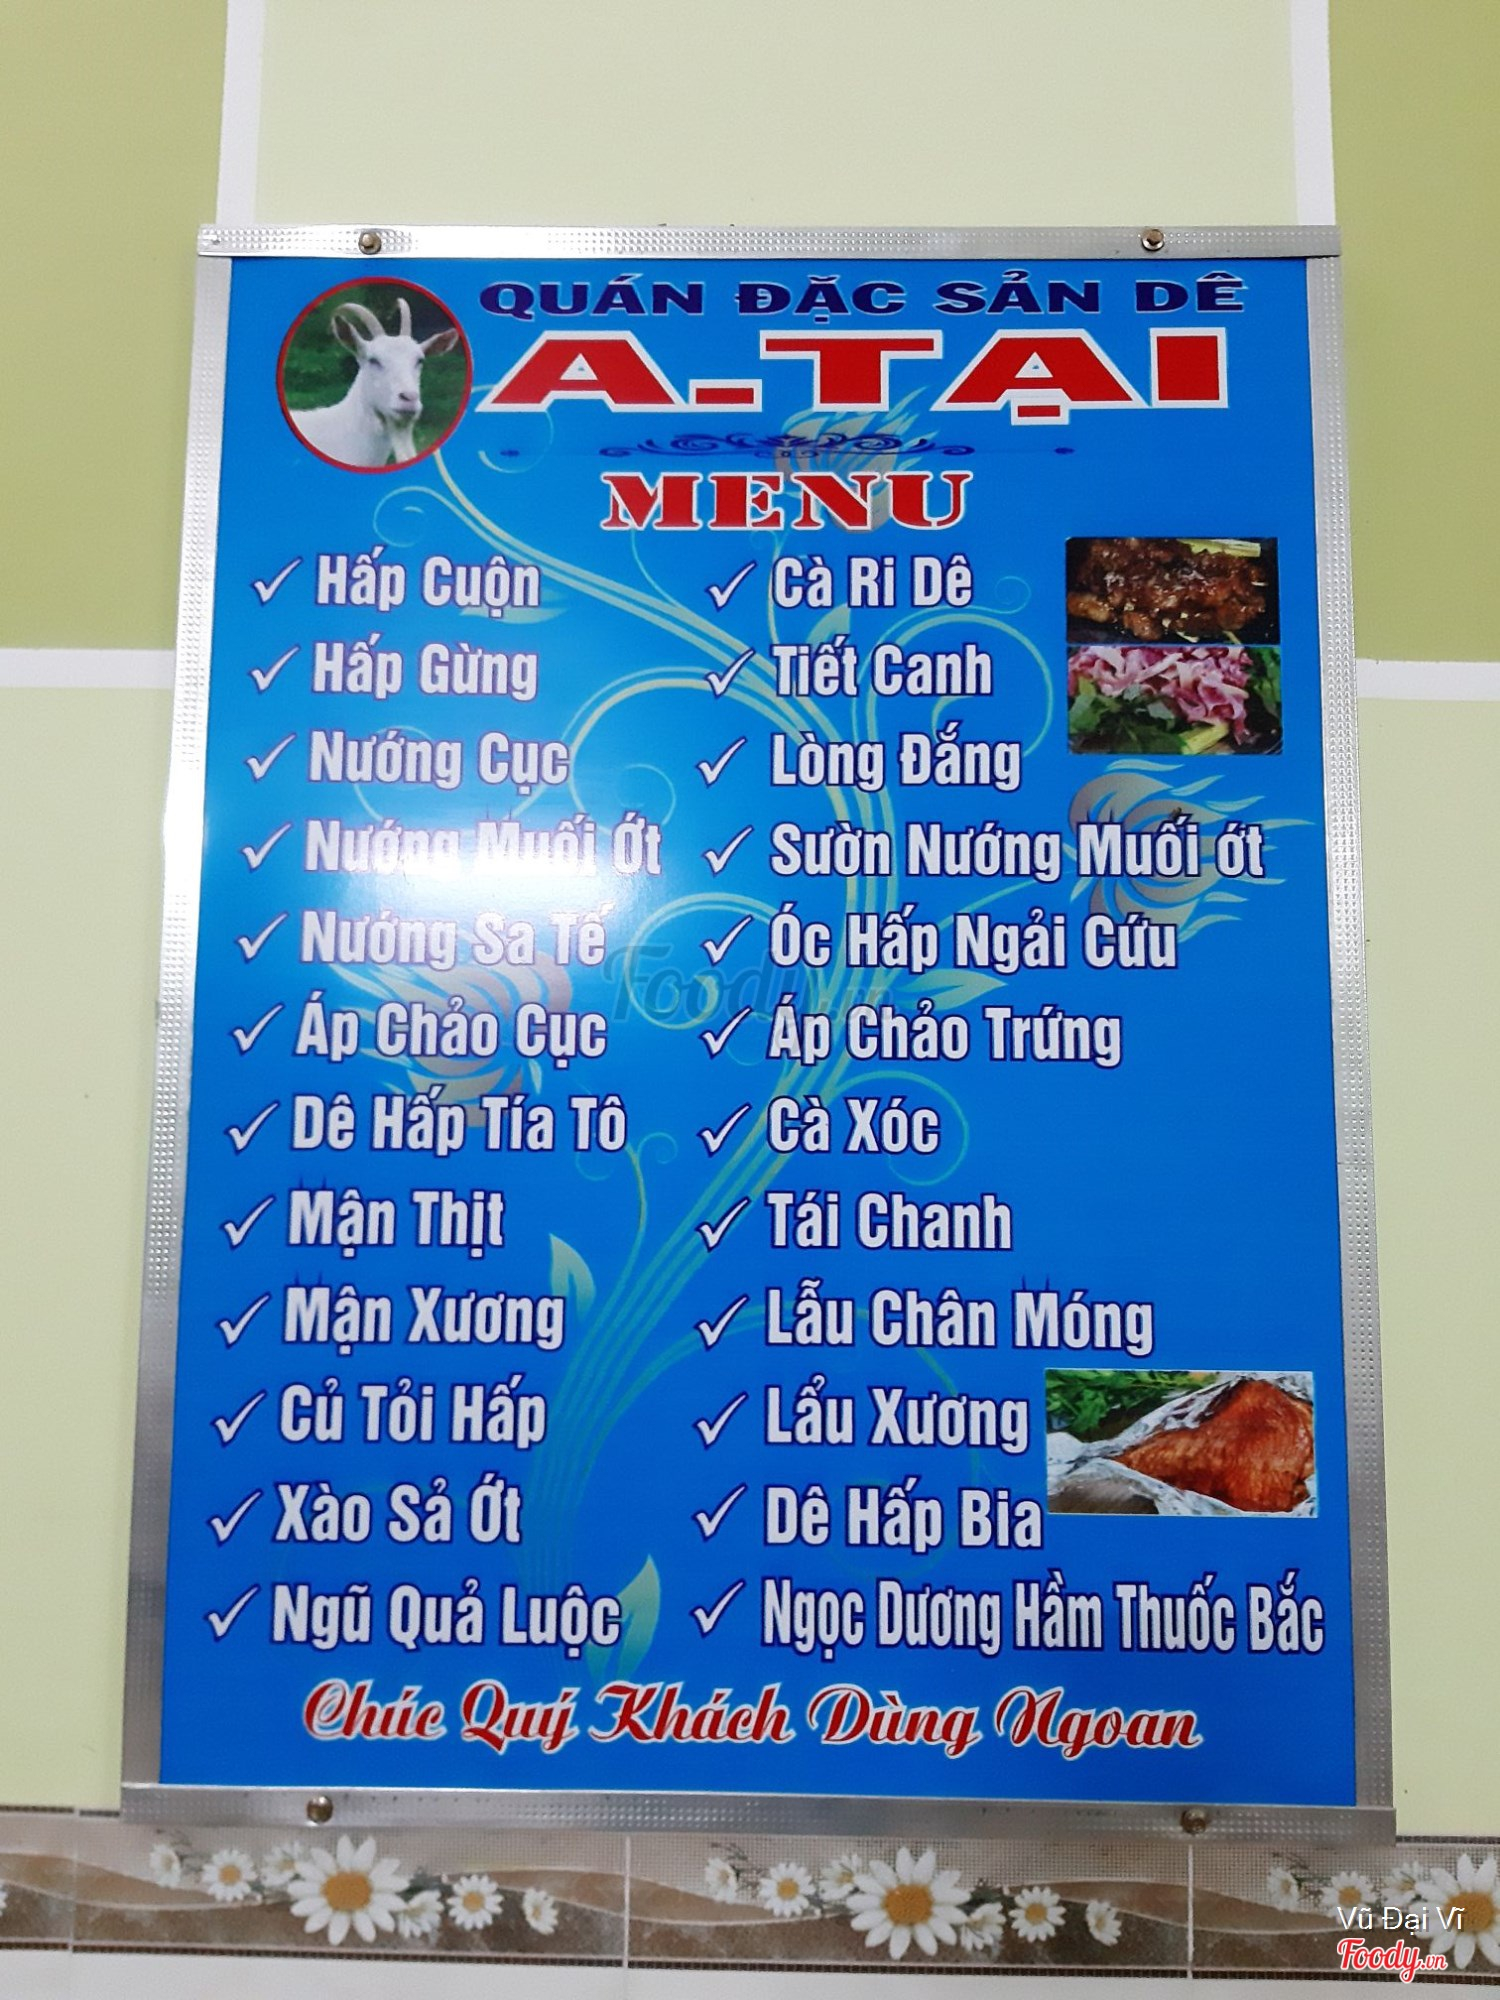 QUÁN ĐẶC SẢN DÊ
A.TẠI
MENU
Hấp Cuộn
Hấp Gừng
Nướng Cục
Nướng Muối Ớt
Nướng Sa Tế
Áp Chảo Cục
Dê Hấp Tía Tô
Mận Thịt
Mận Xương
Củ Tỏi Hấp
Xào Sả Ớt
Ngũ Quả Luộc
Cà Ri Dê
Tiết Canh
Lòng Đắng
Sườn Nướng Muối ớt
Óc Hấp Ngải Cứu
Áp Chảo Trứng
Cà Xóc
Tái Chanh
Lẫu Chân Móng
Lẩu Xương
Dê Hấp Bia
Ngọc Dương Hầm Thuốc Bắc
Chúc Quý Khách Dùng Ngoan
Foody.vn
Vũ Đại Vĩ
Foody.vn